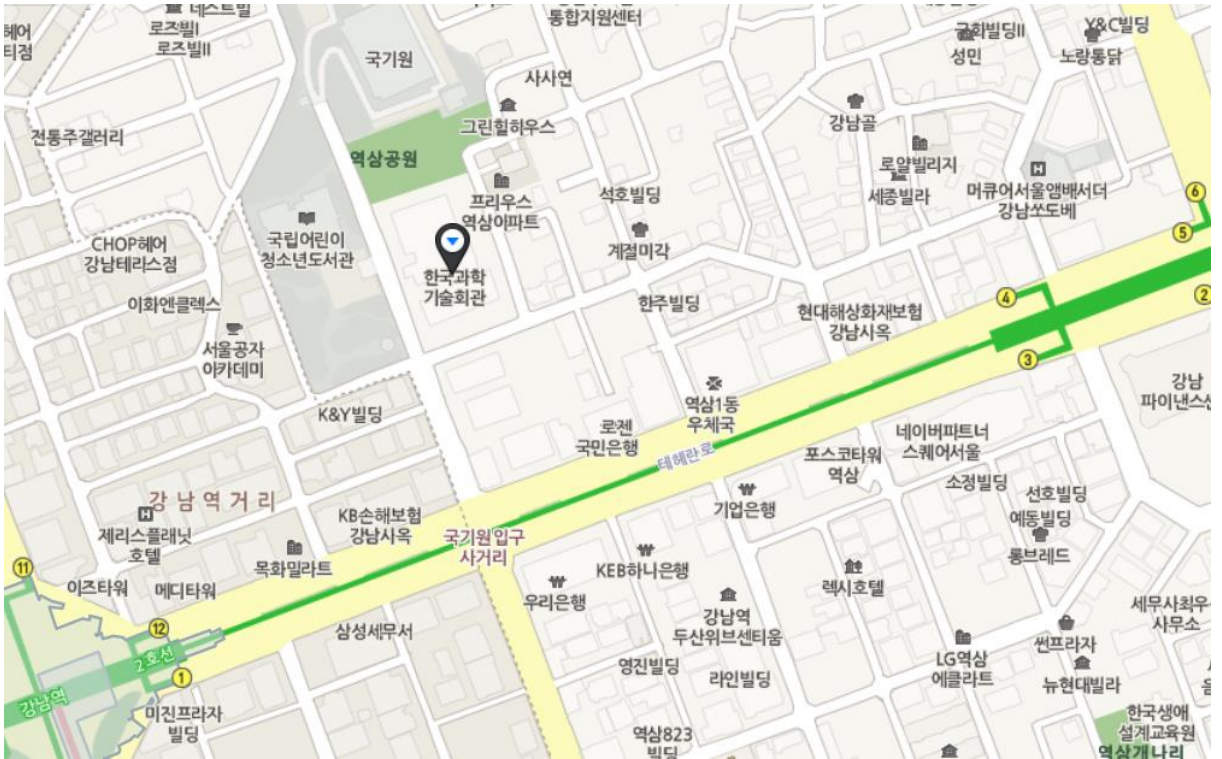 로즈빌I
로즈빌II
국기원
통합지원센터
사사연
성민
Y&C빌딩
노랑통닭
전통주갤러리
그린힐하우스
강남골
역삼공원
로얄빌리지
세종빌라
머큐어서울앰배서더
강남쏘도베
프리우스
역삼아파트
석호빌딩
국립어린이
청소년도서관
계절미각
CHOP헤어
강남테라스점
한국과학
기술회관
6
5
4
3
2
이화엔클렉스
한주빌딩
현대해상화재보험
강남사옥
서울공자
아카데미
역삼1동
우체국
강남
K&Y빌딩
로젠
국민은행
네이버파트너
스퀘어서울
테헤란로
포스코타워
역삼
소정빌딩
선호빌딩
강남역거리
기업은행
예동빌딩
제리스플래닛
호텔
KB손해보험
강남사옥
국기원입구
사거리
롱브레드
목화밀라트
KEB하나은행
우리은행
렉시호텔
11
이즈타워
메디타워
12
강남역
두산위브센티움
사무소
삼성세무서
썬프라자
2호선
강남역
1
영진빌딩
라인빌딩
LG역삼
에클라트
뉴현대빌라
미진프라자
빌딩
역삼823
빌딩
한국생애
설계교육원
역삼개나리